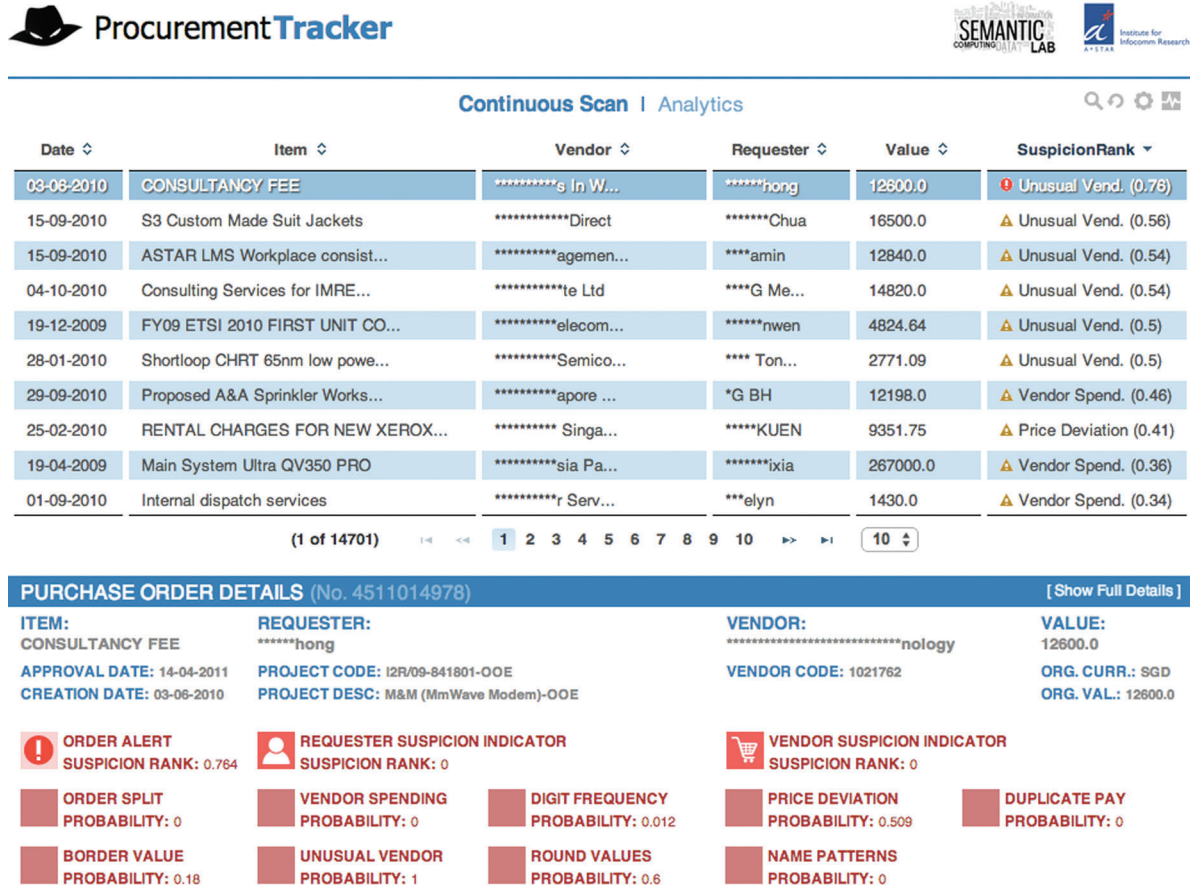 ProcurementTracker
SEMANTIC
COMPUTING DATA LAB
INFORMATION
A*STAR
Institute for
Infocomm Research
Continuous Scan | Analytics
Date Item Vendor Requester Value SuspicionRank
03-06-2010 CONSULTANCY FEE **********s In W... ******hong 12600.0 Unusual Vend. (0.76)
15-09-2010 S3 Custom Made Suit Jackets ************Direct *******Chua 16500.0 Unusual Vend. (0.56)
15-09-2010 ASTAR LMS Workplace consist... **********agemen... ****amin 12840.0 Unusual Vend. (0.54)
04-10-2010 Consulting Services for IMRE... ***********te Ltd ****G Me... 14820.0 Unusual Vend. (0.54)
19-12-2009 FY09 ETSI 2010 FIRST UNIT CO... **********elecom... ******nwen 4824.64 Unusual Vend. (0.5)
28-01-2010 Shortloop CHRT 65nm low powe... **********Semico... **** Ton... 2771.09 Unusual Vend. (0.5)
29-09-2010 Proposed A&A Sprinkler Works... **********apore ... *G BH 12198.0 Vendor Spend. (0.46)
25-02-2010 RENTAL CHARGES FOR NEW XEROX... ********** Singa... *****KUEN 9351.75 Price Deviation (0.41)
19-04-2009 Main System Ultra QV350 PRO **********sia Pa... *******ixia 267000.0 Vendor Spend. (0.36)
01-09-2010 Internal dispatch services **********r Serv... ***elyn 1430.0 Vendor Spend. (0.34)
(1 of 14701) 1 2 3 4 5 6 7 8 9 10 10
PURCHASE ORDER DETAILS (No. 4511014978) [ Show Full Details ]
ITEM: REQUESTER: VENDOR: VALUE:
CONSULTANCY FEE ******hong *****************************nology 12600.0
APPROVAL DATE: 14-04-2011 PROJECT CODE: I2R/09-841801-OOE VENDOR CODE: 1021762 ORG. CURR.: SGD
CREATION DATE: 03-06-2010 PROJECT DESC: M&M (MmWave Modem)-OOE ORG. VAL.: 12600.0
ORDER ALERT REQUESTER SUSPICION INDICATOR VENDOR SUSPICION INDICATOR
SUSPICION RANK: 0.764 SUSPICION RANK: 0 SUSPICION RANK: 0
ORDER SPLIT VENDOR SPENDING DIGIT FREQUENCY PRICE DEVIATION DUPLICATE PAY
PROBABILITY: 0 PROBABILITY: 0 PROBABILITY: 0.012 PROBABILITY: 0.509 PROBABILITY: 0
BORDER VALUE UNUSUAL VENDOR ROUND VALUES NAME PATTERNS
PROBABILITY: 0.18 PROBABILITY: 1 PROBABILITY: 0.6 PROBABILITY: 0